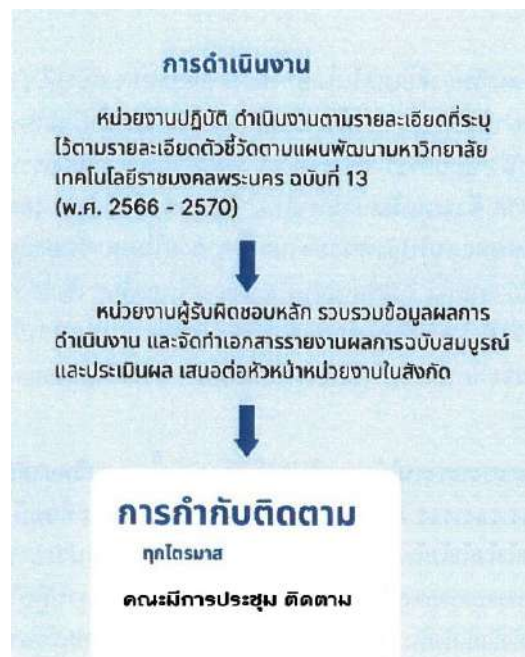 การดำเนินงาน
หน่วยงานปฏิบัติ ดำเนินงานตามรายละเอียดที่ระบุ
ไว้ตามรายละเอียดตัวชี้วัดตามแผนพัฒนามหาวิทยาลัย
เทคโนโลยีราชมงคลพระนคร ฉบับที่ 13
(พ.ศ. 2566 - 2570)
หน่วยงานผู้รับผิดชอบหลัก รวบรวมข้อมูลผลการ
ดำเนินงาน และจัดทำเอกสารรายงานผลการฉบับสมบูรณ์
และประเมินผล เสนอต่อหัวหน้าหน่วยงานในสังกัด
การกำกับติดตาม
ทุกไตรมาส
คณะมีการประชุม ติดตาม